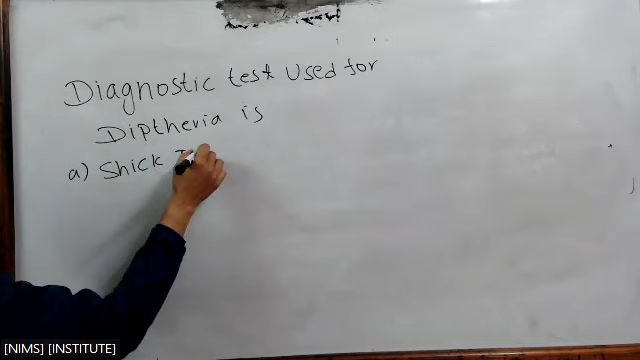 Diagnostic test used for
Diptheria is
a) Shick
[NIMS] [INSTITUTE]